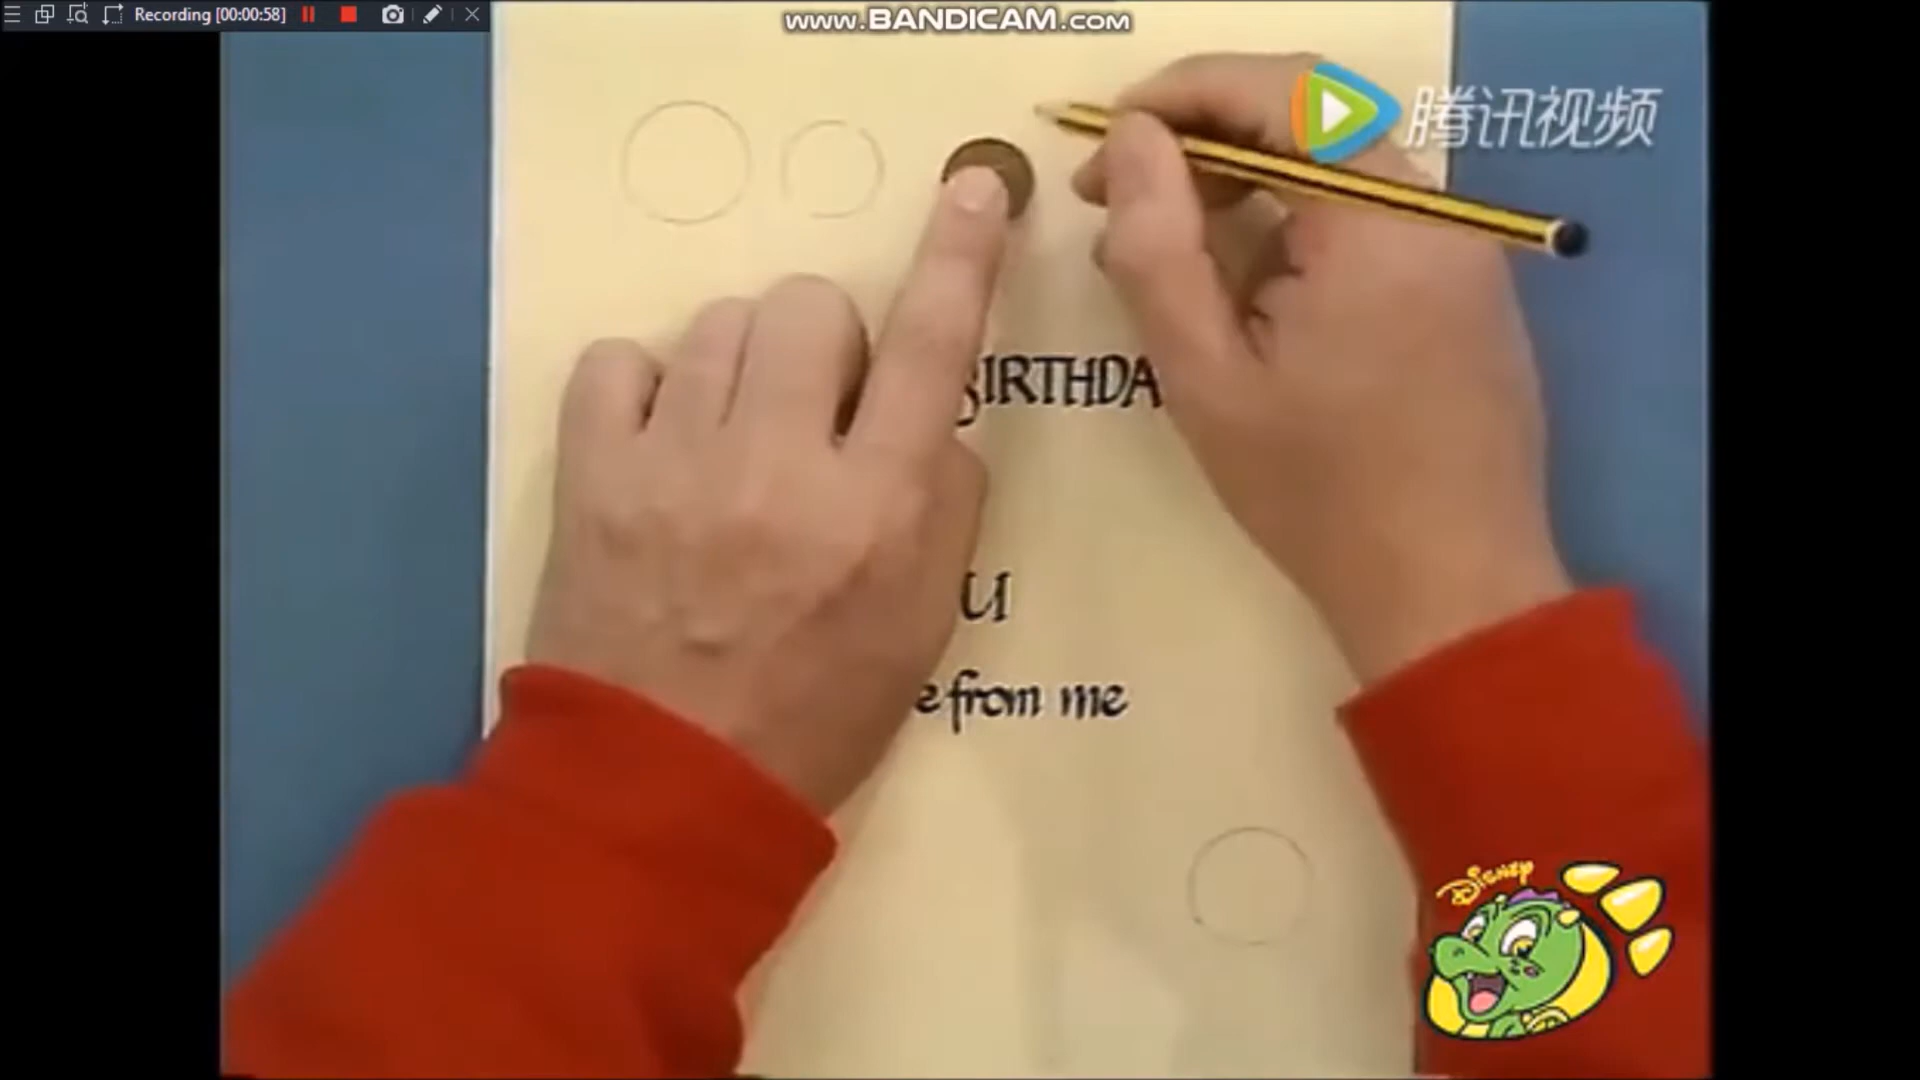 Recording [00:00:58]
www.BANDICAM.com
腾讯视频
BIRTHDA
U
e from me
Disney